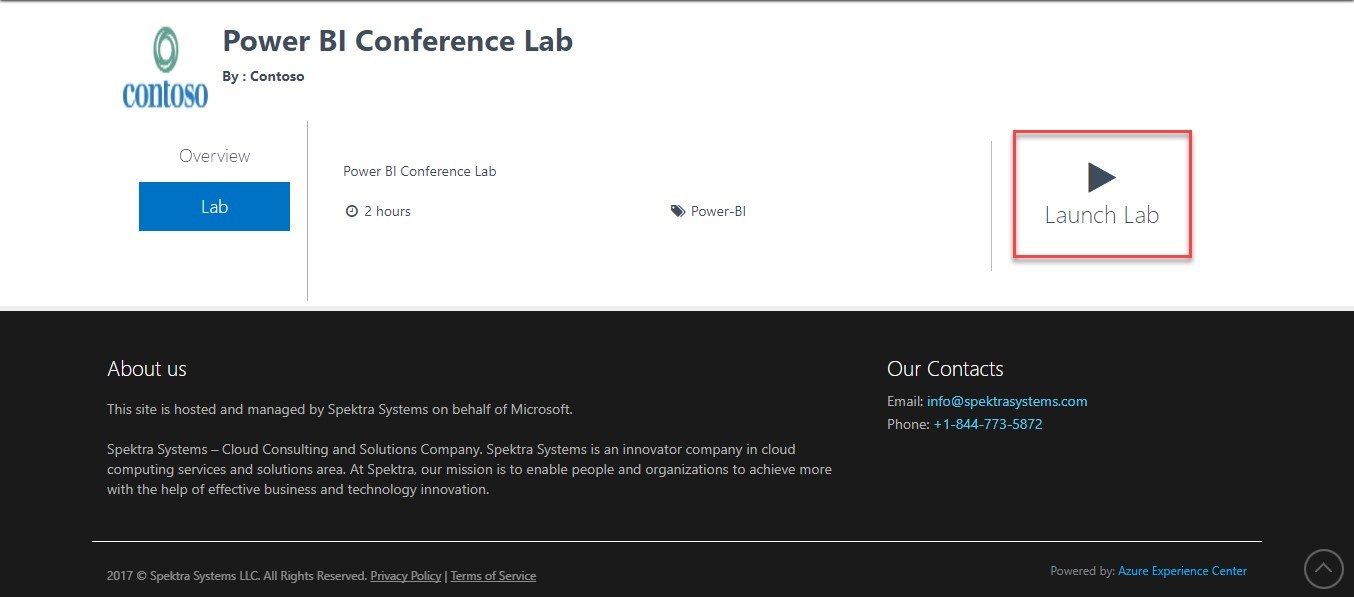 Power BI Conference Lab
By : Contoso
contoso
Overview
Lab
Power BI Conference Lab
2 hours
Power-BI
Launch Lab
About us
This site is hosted and managed by Spektra Systems on behalf of Microsoft.
Spektra Systems – Cloud Consulting and Solutions Company. Spektra Systems is an innovator company in cloud
computing services and solutions area. At Spektra, our mission is to enable people and organizations to achieve more
with the help of effective business and technology innovation.
Our Contacts
Email: info@spektrasystems.com
Phone: +1-844-773-5872
2017 © Spektra Systems LLC. All Rights Reserved. Privacy Policy | Terms of Service
Powered by: Azure Experience Center